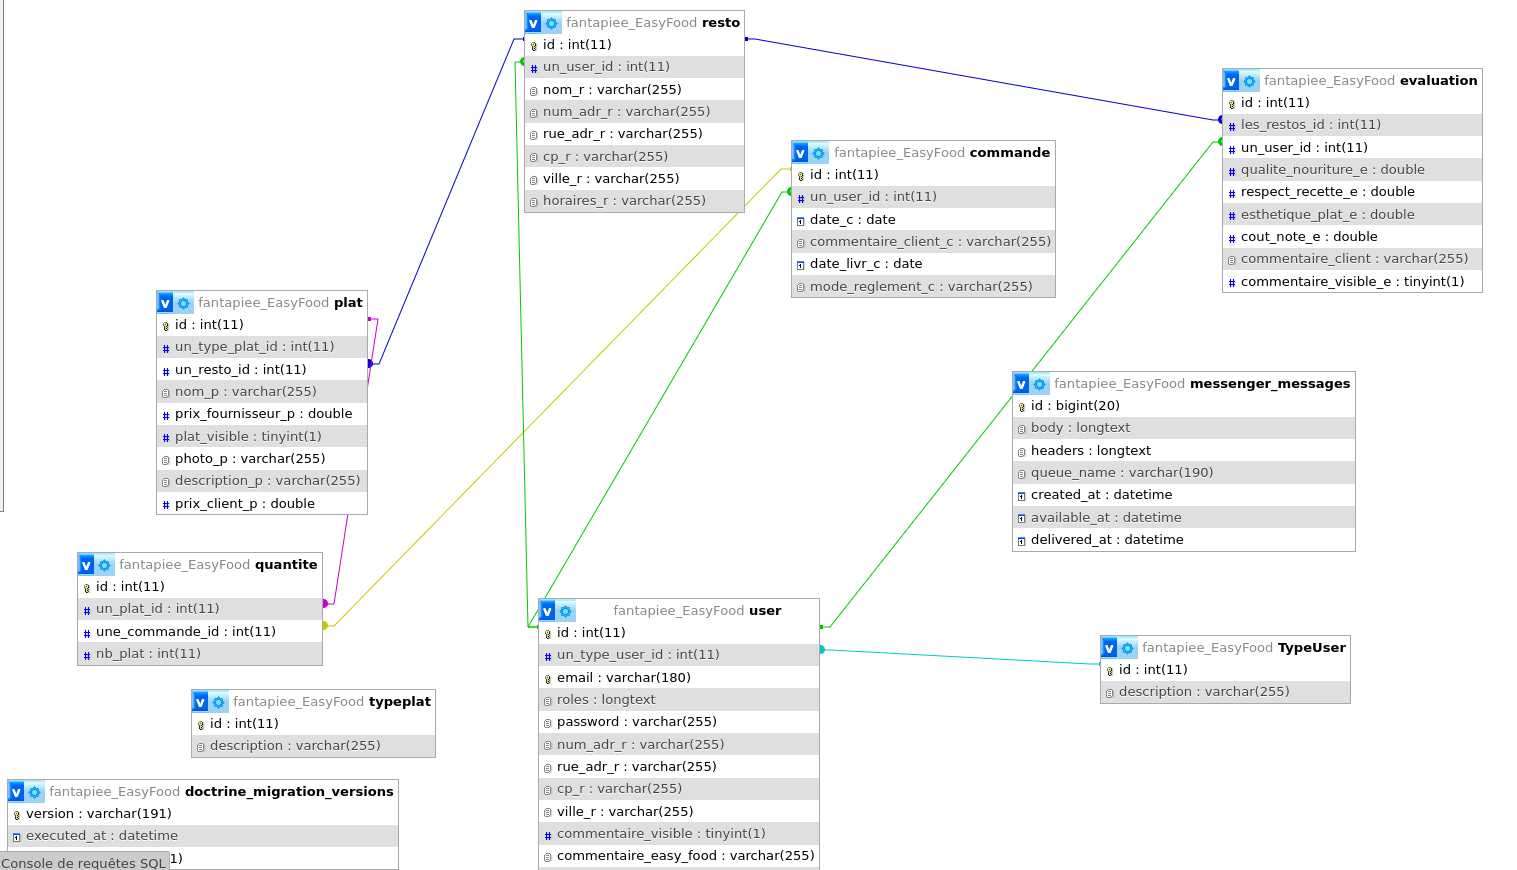 fantapiee_EasyFood resto
id : int(11)
un_user_id : int(11)
nom_r : varchar(255)
num_adr_r : varchar(255)
rue_adr_r : varchar(255)
cp_r : varchar(255)
ville_r : varchar(255)
horaires_r : varchar(255)
fantapiee_EasyFood evaluation
id : int(11)
les_restos_id : int(11)
un_user_id : int(11)
qualite_nouriture_e : double
respect_recette_e : double
esthetique_plat_e : double
cout_note_e : double
commentaire_client : varchar(255)
commentaire_visible_e : tinyint(1)
fantapiee_EasyFood commande
id : int(11)
un_user_id : int(11)
date_c : date
commentaire_client_c : varchar(255)
date_livr_c : date
mode_reglement_c : varchar(255)
fantapiee_EasyFood plat
id : int(11)
un_type_plat_id : int(11)
un_resto_id : int(11)
nom_p : varchar(255)
prix_fournisseur_p : double
plat_visible : tinyint(1)
photo_p : varchar(255)
description_p : varchar(255)
prix_client_p : double
fantapiee_EasyFood messenger_messages
id : bigint(20)
body : longtext
headers : longtext
queue_name : varchar(190)
created_at : datetime
available_at : datetime
delivered_at : datetime
fantapiee_EasyFood quantite
id : int(11)
un_plat_id : int(11)
une_commande_id : int(11)
nb_plat : int(11)
fantapiee_EasyFood user
id : int(11)
un_type_user_id : int(11)
email : varchar(180)
roles : longtext
password : varchar(255)
num_adr_r : varchar(255)
rue_adr_r : varchar(255)
cp_r : varchar(255)
ville_r : varchar(255)
commentaire_visible : tinyint(1)
commentaire_easy_food : varchar(255)
fantapiee_EasyFood TypeUser
id : int(11)
description : varchar(255)
fantapiee_EasyFood typeplat
id : int(11)
description : varchar(255)
fantapiee_EasyFood doctrine_migration_versions
version : varchar(191)
executed_at : datetime
1)
Console de requêtes SQL